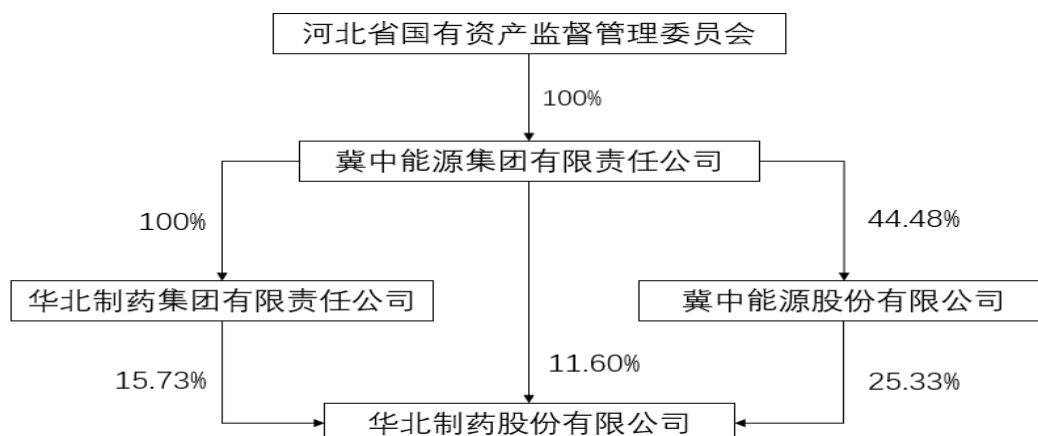 河北省国有资产监督管理委员会
100%
冀中能源集团有限责任公司
100%
44.48%
华北制药集团有限责任公司
冀中能源股份有限公司
15.73%
11.60%
25.33%
华北制药股份有限公司